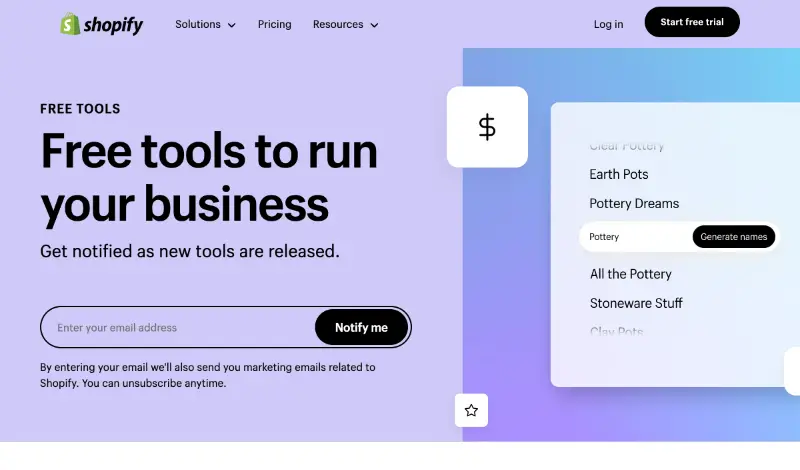 shopify
Solutions
Pricing
Resources
Log in
Start free trial
FREE TOOLS
Free tools to run
your business
Get notified as new tools are released.
Enter your email address
Notify me
By entering your email we'll also send you marketing emails related to
Shopify. You can unsubscribe anytime.
$
Clear Pottery
Earth Pots
Pottery Dreams
Pottery
Generate names
All the Pottery
Stoneware Stuff
Clay Pots